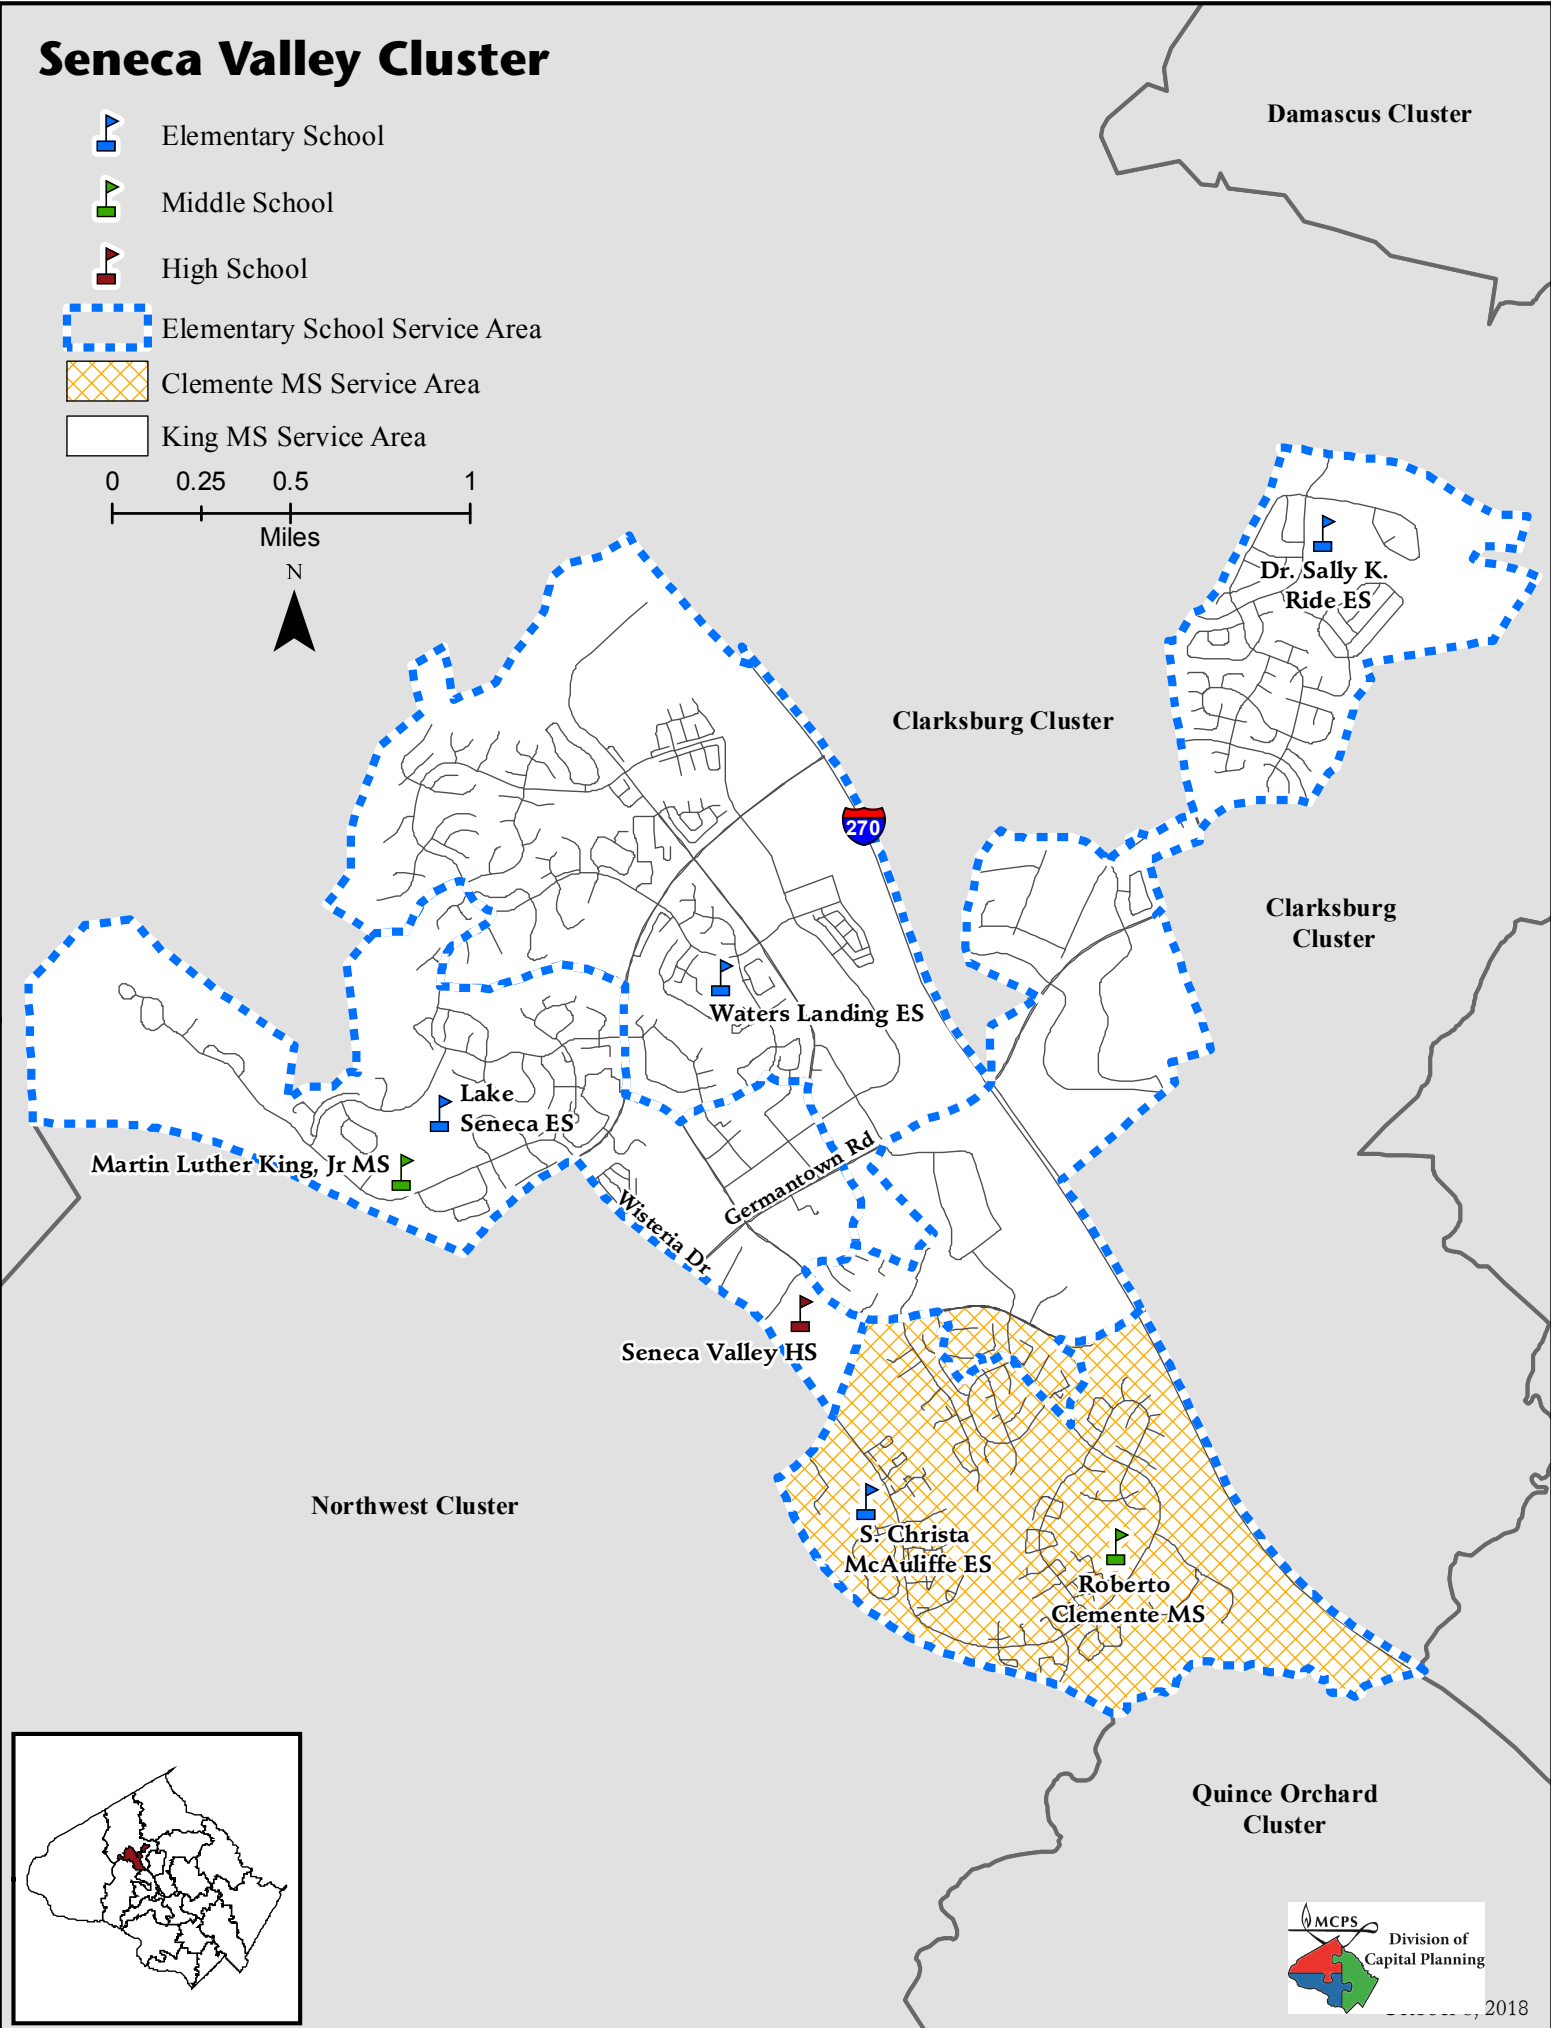 Seneca Valley Cluster
Elementary School
Middle School
High School
Elementary School Service Area
Clemente MS Service Area
King MS Service Area
0 0.25 0.5 1
Miles
N
Damascus Cluster
Dr. Sally K.
Ride ES
Clarksburg Cluster
270
Clarksburg
Cluster
Waters Landing ES
Lake
Seneca ES
Martin Luther King, Jr MS
Germantown Rd
Wisteria Dr
Seneca Valley HS
Northwest Cluster
S. Christa
McAuliffe ES
Roberto
Clemente MS
Quince Orchard
Cluster
MCPS
Division of
Capital Planning
2018